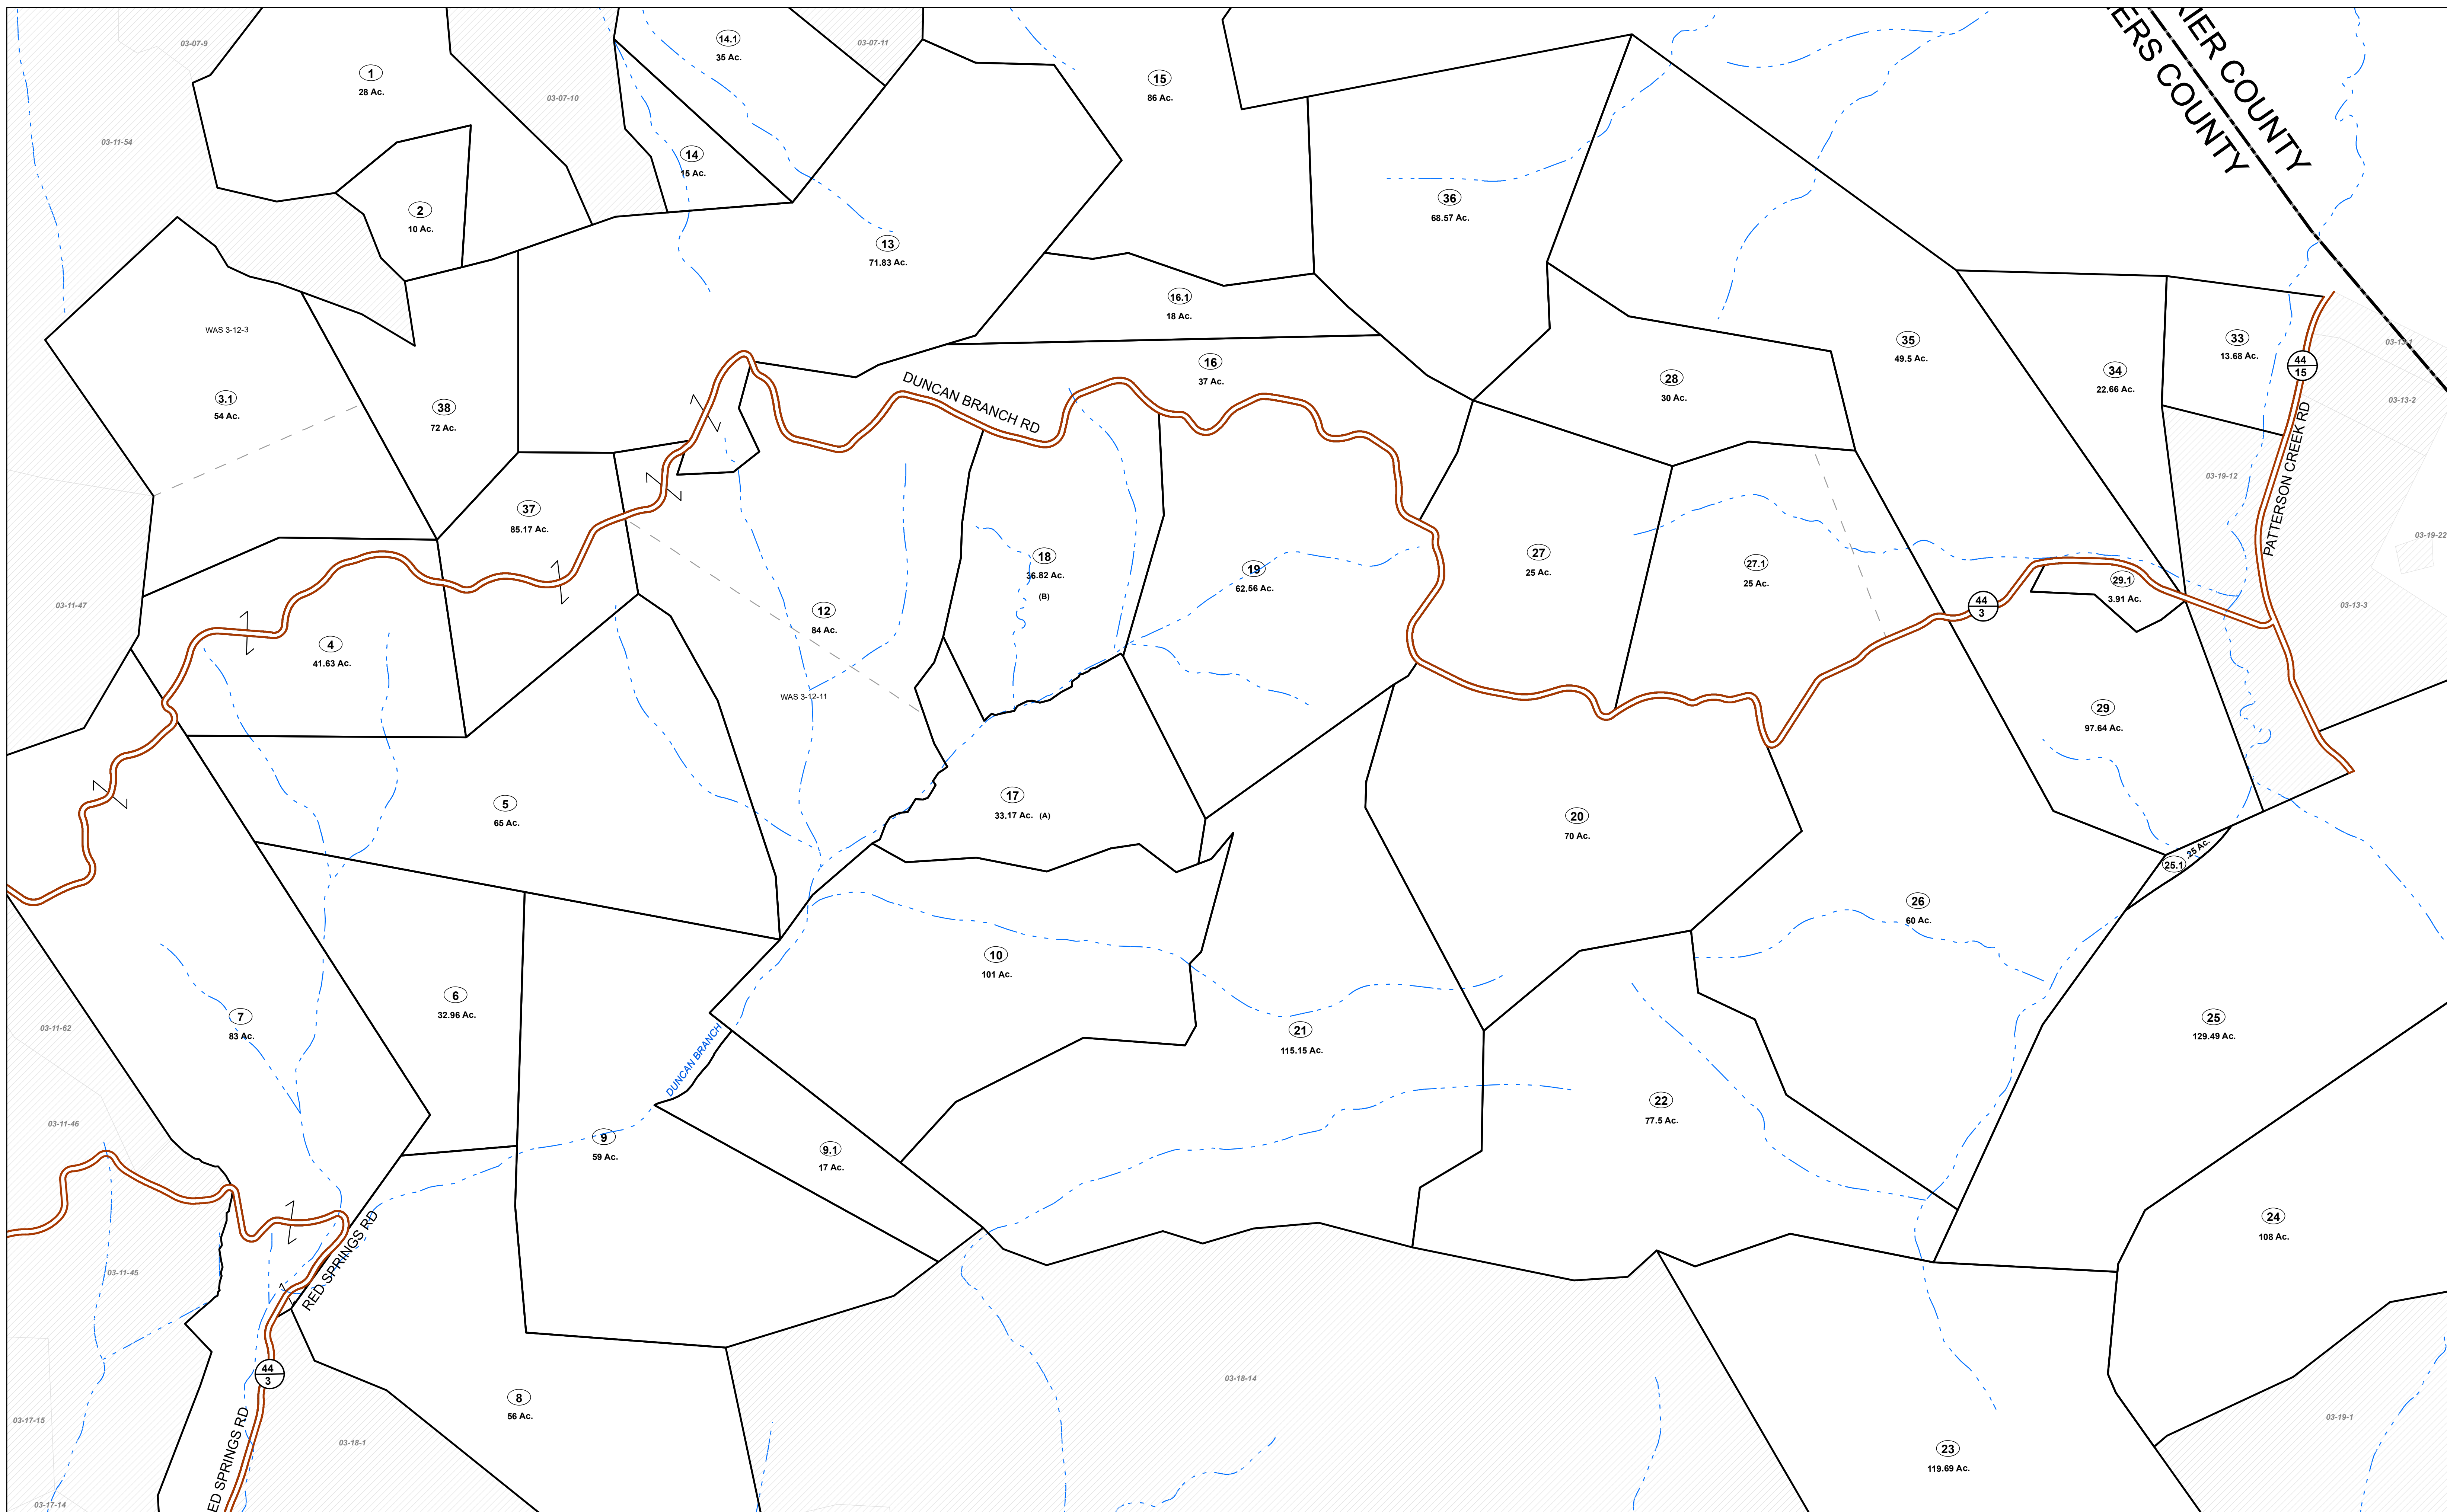 03-07-9
1
28 Ac.
03-11-54
03-07-10
2
10 Ac.
14.1
35 Ac.
03-07-11
14
15 Ac.
15
86 Ac.
13
71.83 Ac.
36
68.57 Ac.
IER COUNTY
ERS COUNTY
WAS 3-12-3
3.1
54 Ac.
38
72 Ac.
16.1
18 Ac.
16
37 Ac.
DUNCAN BRANCH RD
28
30 Ac.
35
49.5 Ac.
34
22.66 Ac.
33
13.68 Ac.
44
15
03-13-1
03-13-2
PATTERSON CREEK RD
03-19-12
03-19-22
37
85.17 Ac.
18
36.82 Ac.
(B)
19
62.56 Ac.
27
25 Ac.
27.1
25 Ac.
44
3
29.1
3.91 Ac.
03-13-3
03-11-47
4
41.63 Ac.
12
84 Ac.
WAS 3-12-11
29
97.64 Ac.
5
65 Ac.
17
33.17 Ac. (A)
20
70 Ac.
25.1
.25 Ac.
26
60 Ac.
10
101 Ac.
6
32.96 Ac.
7
83 Ac.
03-11-62
DUNCAN BRANCH
21
115.15 Ac.
25
129.49 Ac.
22
77.5 Ac.
03-11-46
9
59 Ac.
9.1
17 Ac.
24
108 Ac.
RED SPRINGS RD
03-11-45
44
3
8
56 Ac.
03-18-14
03-17-15
ED SPRINGS RD
03-18-1
03-19-1
23
119.69 Ac.
03-17-14